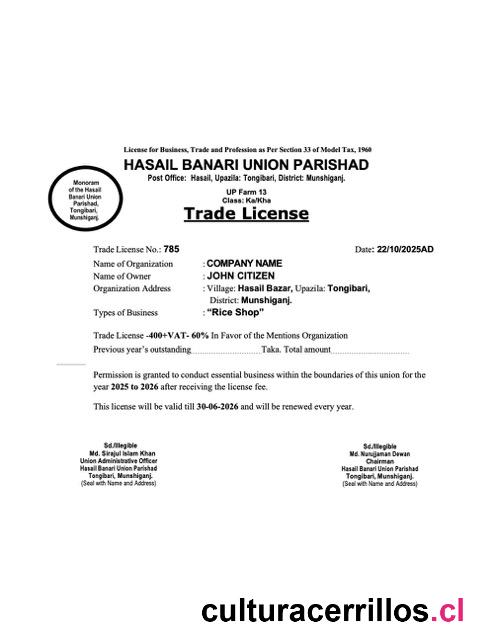 License for Business, Trade and Profession as Per Section 33 of Model Tax, 1960
HASAIL BANARI UNION PARISHAD
Post Office: Hasail, Upazila: Tongibari, District: Munshiganj.
Monoram
of the Hasail
Banari Union
Parishad,
Tongibari,
Munshiganj.
UP Farm 13
Class: Ka/Kha
Trade License
Trade License No.: 785 Date: 22/10/2025AD
Name of Organization : COMPANY NAME
Name of Owner : JOHN CITIZEN
Organization Address : Village: Hasail Bazar, Upazila: Tongibari,
District: Munshiganj.
Types of Business : “Rice Shop”
Trade License -400+VAT- 60% In Favor of the Mentions Organization
Previous year’s outstanding..............................Taka. Total amount..................................
Permission is granted to conduct essential business within the boundaries of this union for the
year 2025 to 2026 after receiving the license fee.
This license will be valid till 30-06-2026 and will be renewed every year.
Sd./Illegible
Md. Sirajul Islam Khan
Union Administrative Officer
Hasail Banari Union Parishad
Tongibari, Munshiganj.
(Seal with Name and Address)
Sd./Illegible
Md. Nurujjaman Dewan
Chairman
Hasail Banari Union Parishad
Tongibari, Munshiganj.
(Seal with Name and Address)
culturacerrillos.cl